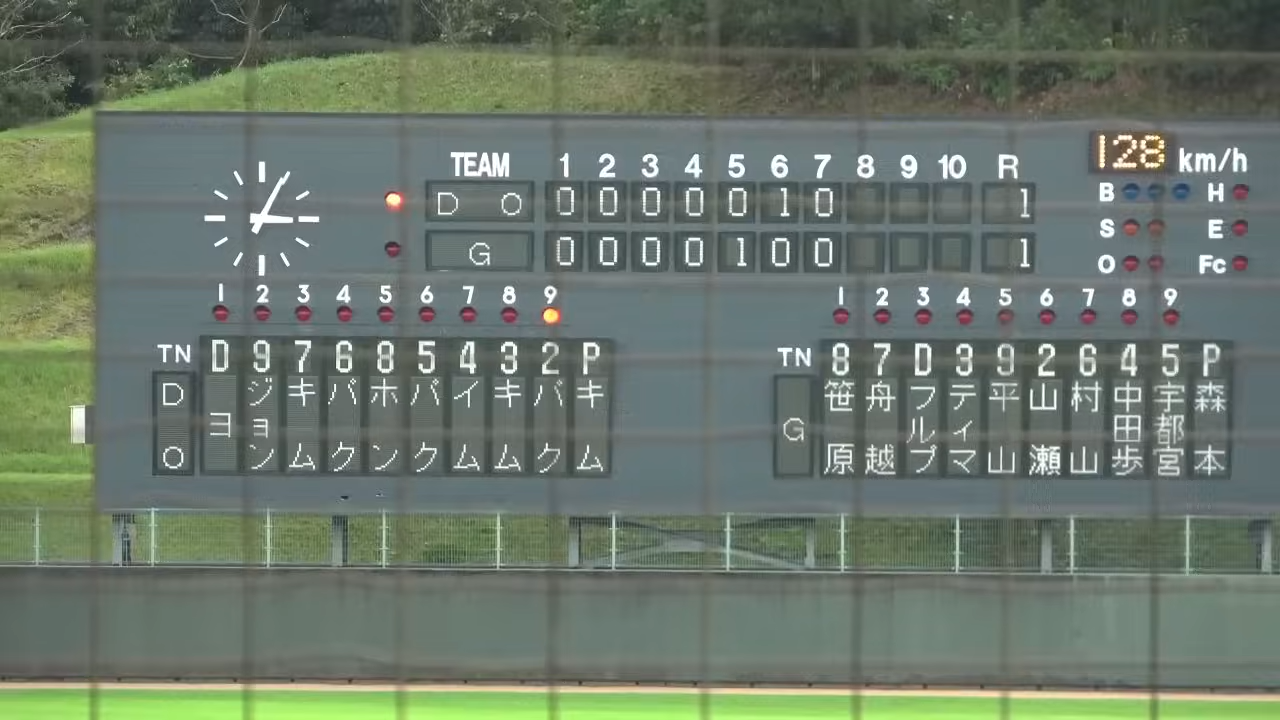 TEAM 1 2 3 4 5 6 7 8 9 10 R
D O 0 0 0 0 0 1 0 1
G 0 0 0 0 1 0 0 1
128 km/h
B H
S E
O Fc
1 2 3 4 5 6 7 8 9
TN D 9 7 6 8 5 4 3 2 P
DO ヨ ジョン キム パク ホン パク イム キム パク キム
1 2 3 4 5 6 7 8 9
TN 8 7 D 3 9 2 6 4 5 P
G 笹原 舟越 フルプ ティマ 平山 山瀬 村山 中田歩 宇都宮 森本